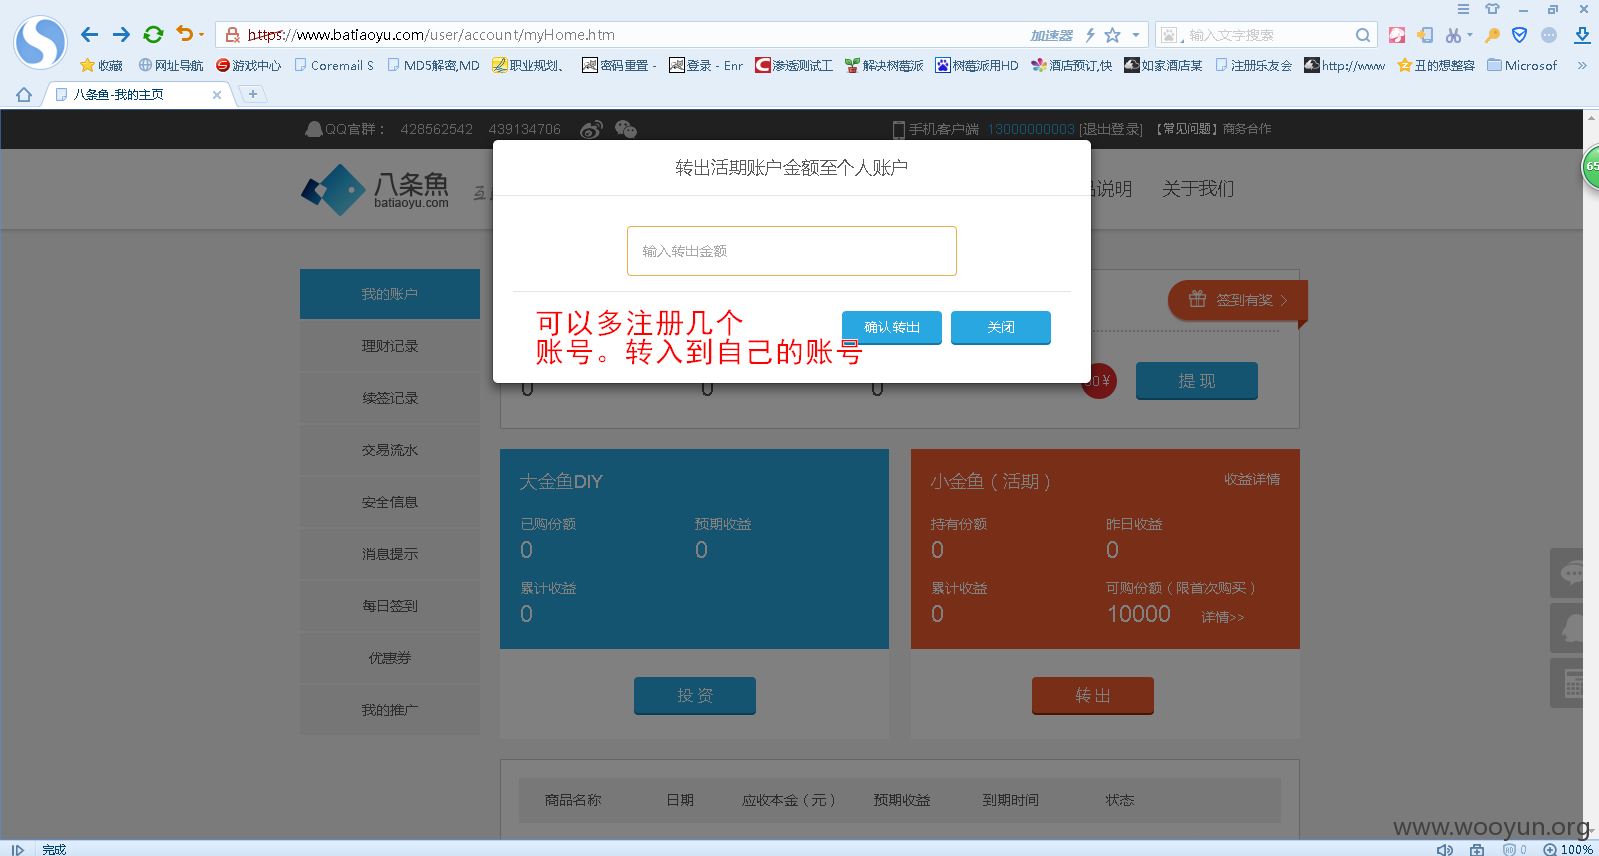 https://www.batiaoyu.com/user/account/myHome.htm
加速器
输入文字搜索
收藏 网址导航 游戏中心 Coremail S MD5解密,MD 职业规划、 密码重置 - 登录 - Enr 渗透测试工 解决树莓派 树莓派用HD 酒店预订,快 如家酒店某 注册乐友会 http://www 丑的想整容 Microsof »
八条鱼-我的主页
QQ官群： 428562542 439134706
手机客户端 13000000003 [退出登录] 【常见问题】商务合作
65
八条鱼
batiaoyu.com
互
品说明 关于我们
转出活期账户金额至个人账户
输入转出金额
确认转出 关闭
可以多注册几个
账号。转入到自己的账号
我的账户
理财记录
续签记录
交易流水
安全信息
消息提示
每日签到
优惠券
我的推广
签到有奖
0 0 0
0¥
提 现
大金鱼DIY
已购份额 预期收益
0 0
累计收益
0
投 资
小金鱼（活期） 收益详情
持有份额 昨日收益
0 0
累计收益 可购份额（限首次购买）
0 10000 详情>>
转 出
商品名称 日期 应收本金（元） 预期收益 到期时间 状态
www.wooyun.org
完成
0 100%